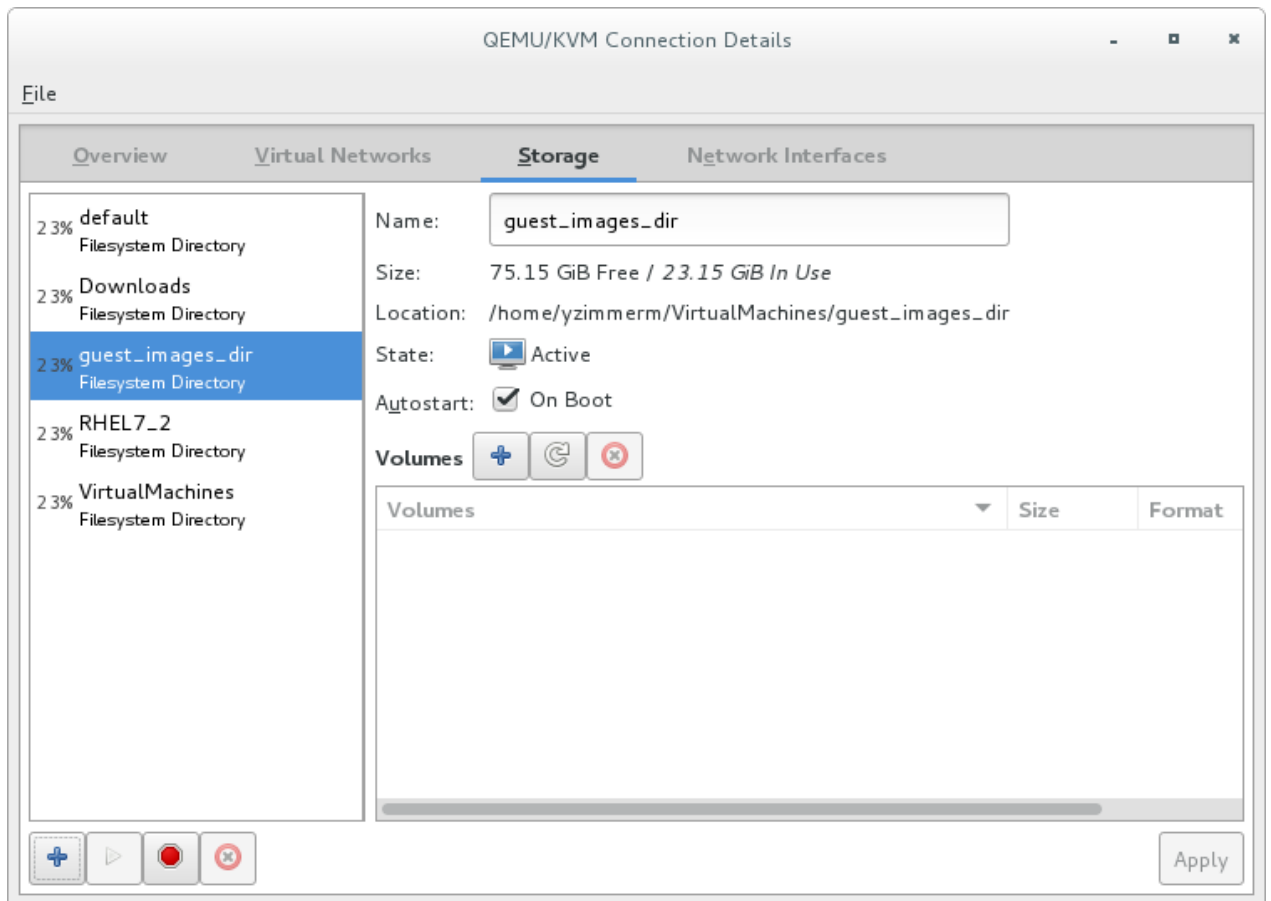 QEMU/KVM Connection Details
File
Overview Virtual Networks Storage Network Interfaces
23% default
Filesystem Directory
23% Downloads
Filesystem Directory
23% guest_images_dir
Filesystem Directory
23% RHEL7_2
Filesystem Directory
23% VirtualMachines
Filesystem Directory
Name: guest_images_dir
Size: 75.15 GiB Free / 23.15 GiB In Use
Location: /home/yzimmerm/VirtualMachines/guest_images_dir
State: Active
Autostart: On Boot
Volumes
Volumes Size Format
Apply